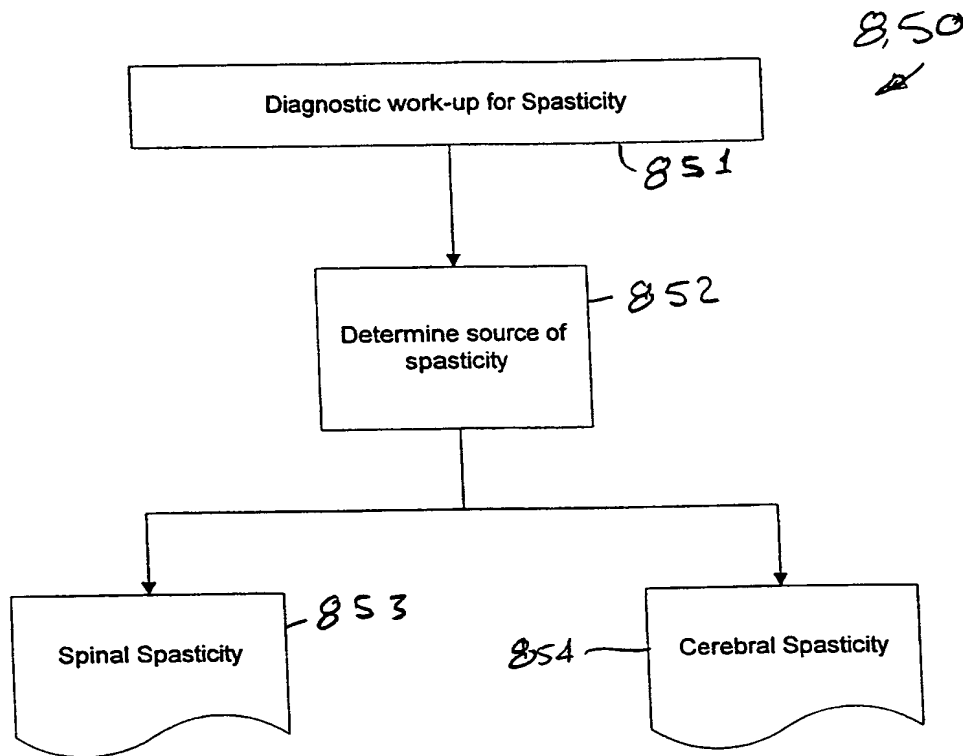 850
Diagnostic work-up for Spasticity
851
852
Determine source of
spasticity
853
Spinal Spasticity
854
Cerebral Spasticity